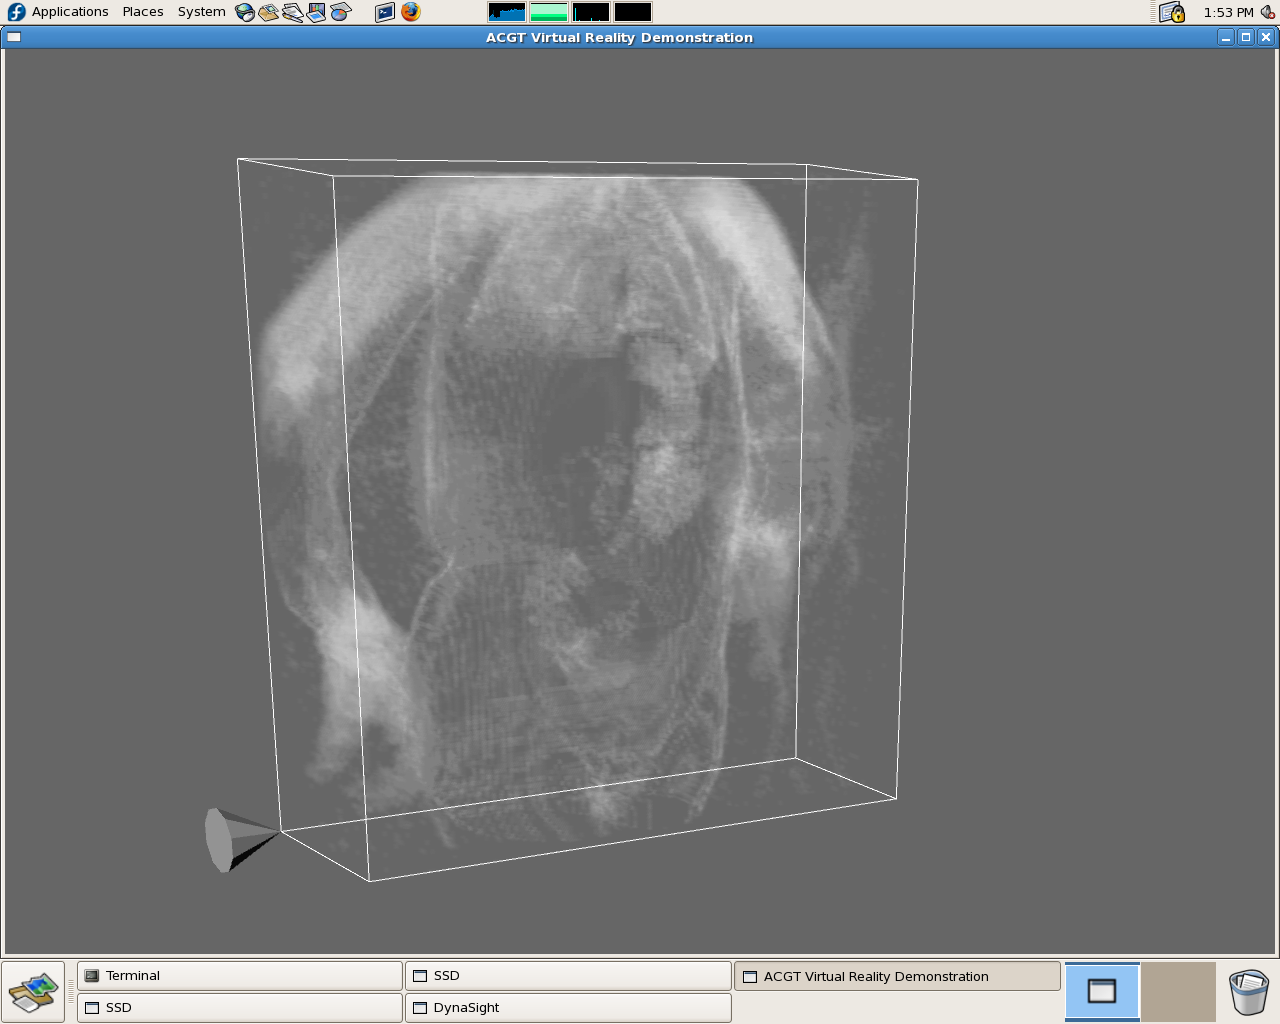 Applications Places System 1:53 PM
ACGT Virtual Reality Demonstration
Terminal SSD ACGT Virtual Reality Demonstration
SSD DynaSight